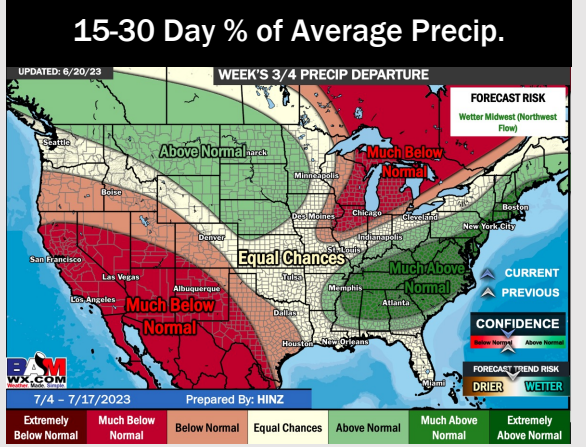 15-30 Day % of Average Precip.
UPDATED: 6/20/23
WEEK'S 3/4 PRECIP DEPARTURE
FORECAST RISK
Wetter Midwest (Northwest
Flow)
Seattle
Above Normal
marck
Much Below
Normal
Minneapolis
Boise
Boston
Des Moines
Chicago
Cleveland
New York City
Denver
Indianapolis
St. Louis
Equal Chances
San Francisco
Las Vegas
Tulsa
Much Above
Normal
CURRENT
Albuquerque
Memphis
PREVIOUS
Los Angeles
Much Below
Normal
Atlanta
Dallas
CONFIDENCE
Below Normal
Above Normal
Houston
New Orleans
FORECAST TREND RISK
DRIER
WETTER
Miami
BAM
WX.COM
Weather. Made. Simple.
7/4 – 7/17/2023
Prepared By: HINZ
Extremely
Below Normal
Much Below
Normal
Below Normal
Equal Chances
Above Normal
Much Above
Normal
Extremely
Above Normal